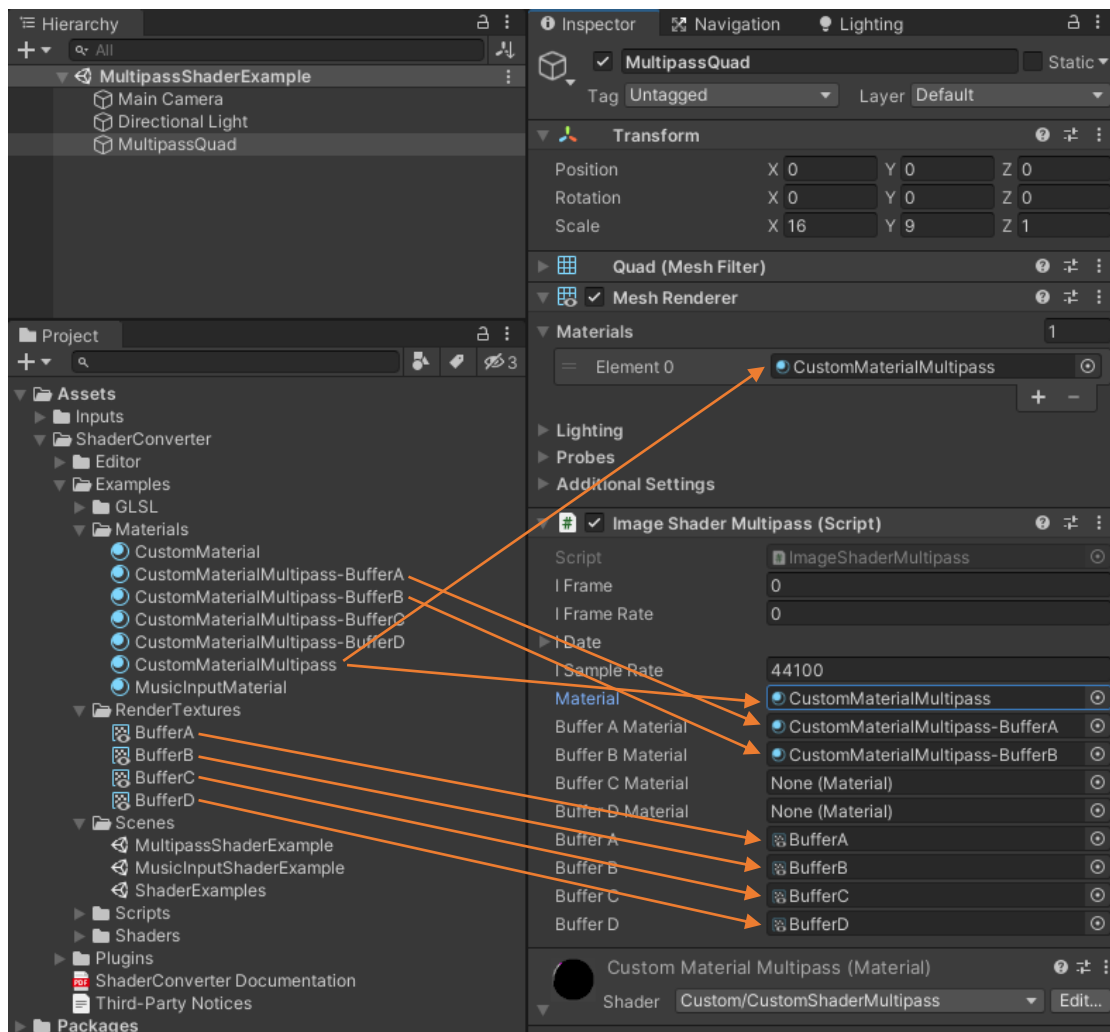 Hierarchy
All
MultipassShaderExample
Main Camera
Directional Light
MultipassQuad
Project
3
Assets
Inputs
ShaderConverter
Editor
Examples
GLSL
Materials
CustomMaterial
CustomMaterialMultipass-BufferA
CustomMaterialMultipass-BufferB
CustomMaterialMultipass-BufferC
CustomMaterialMultipass-BufferD
CustomMaterialMultipass
MusicInputMaterial
RenderTextures
BufferA
BufferB
BufferC
BufferD
Scenes
MultipassShaderExample
MusicInputShaderExample
ShaderExamples
Scripts
Shaders
Plugins
PDF ShaderConverter Documentation
Third-Party Notices
Packages
Inspector Navigation Lighting
MultipassQuad Static
Tag Untagged Layer Default
Transform
Position X 0 Y 0 Z 0
Rotation X 0 Y 0 Z 0
Scale X 16 Y 9 Z 1
Quad (Mesh Filter)
Mesh Renderer
Materials 1
Element 0 CustomMaterialMultipass
Lighting
Probes
Additional Settings
# Image Shader Multipass (Script)
Script # ImageShaderMultipass
I Frame 0
I Frame Rate 0
I Date
I Sample Rate 44100
Material CustomMaterialMultipass
Buffer A Material CustomMaterialMultipass-BufferA
Buffer B Material CustomMaterialMultipass-BufferB
Buffer C Material None (Material)
Buffer D Material None (Material)
Buffer A BufferA
Buffer B BufferB
Buffer C BufferC
Buffer D BufferD
Custom Material Multipass (Material)
Shader Custom/CustomShaderMultipass Edit...